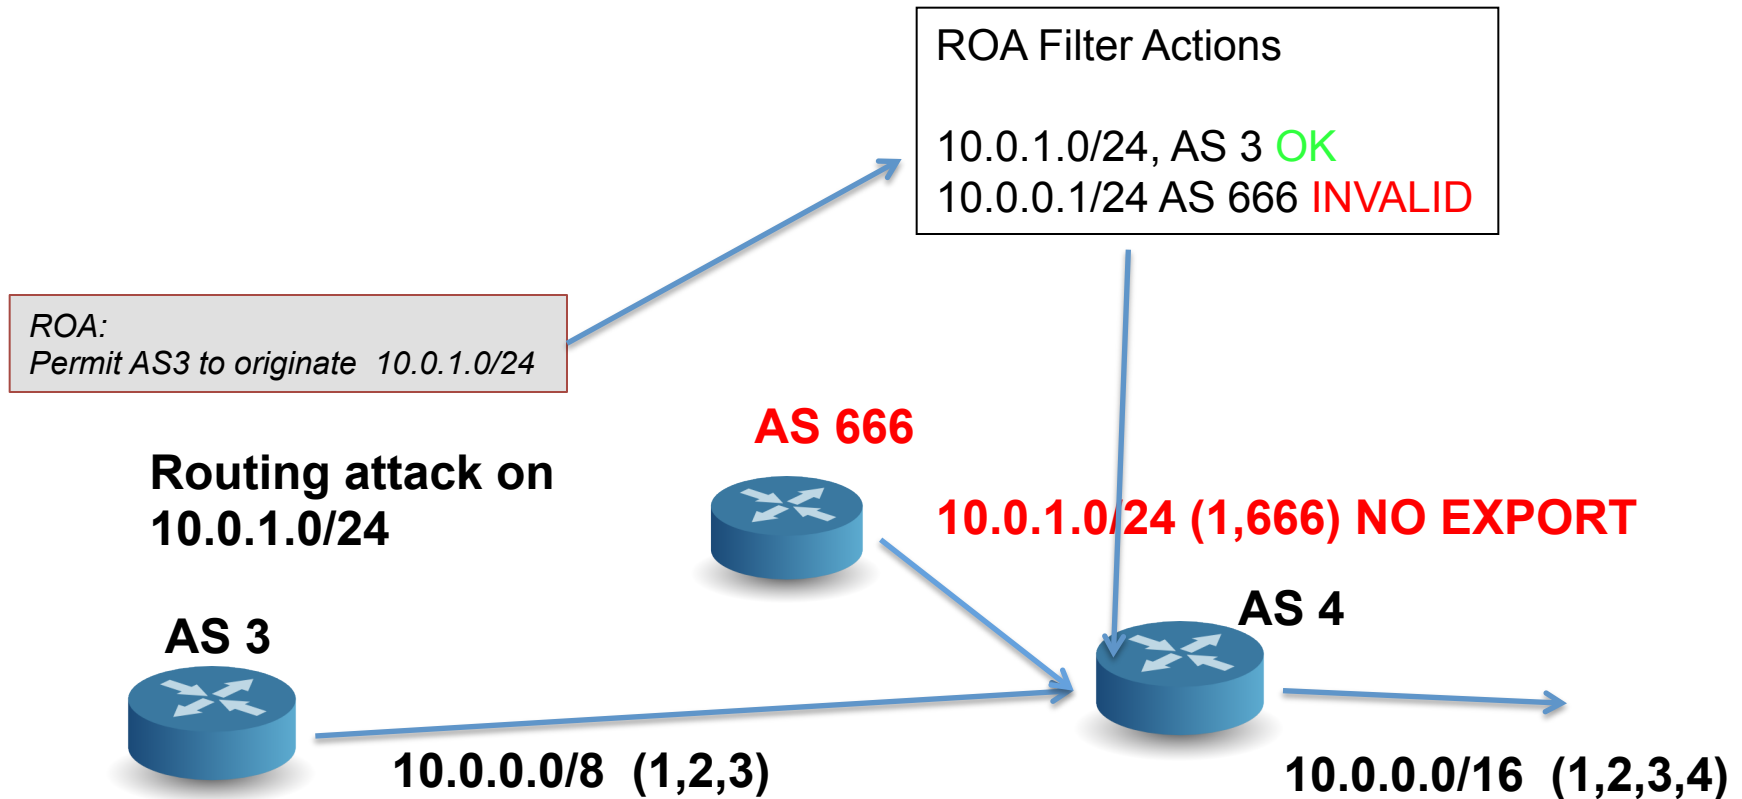 ROA Filter Actions
10.0.1.0/24, AS 3 OK
10.0.0.1/24 AS 666 INVALID
ROA:
Permit AS3 to originate 10.0.1.0/24
AS 666
Routing attack on
10.0.1.0/24
10.0.1.0/24 (1,666) NO EXPORT
AS 4
AS 3
10.0.0.0/8 (1,2,3)
10.0.0.0/16 (1,2,3,4)